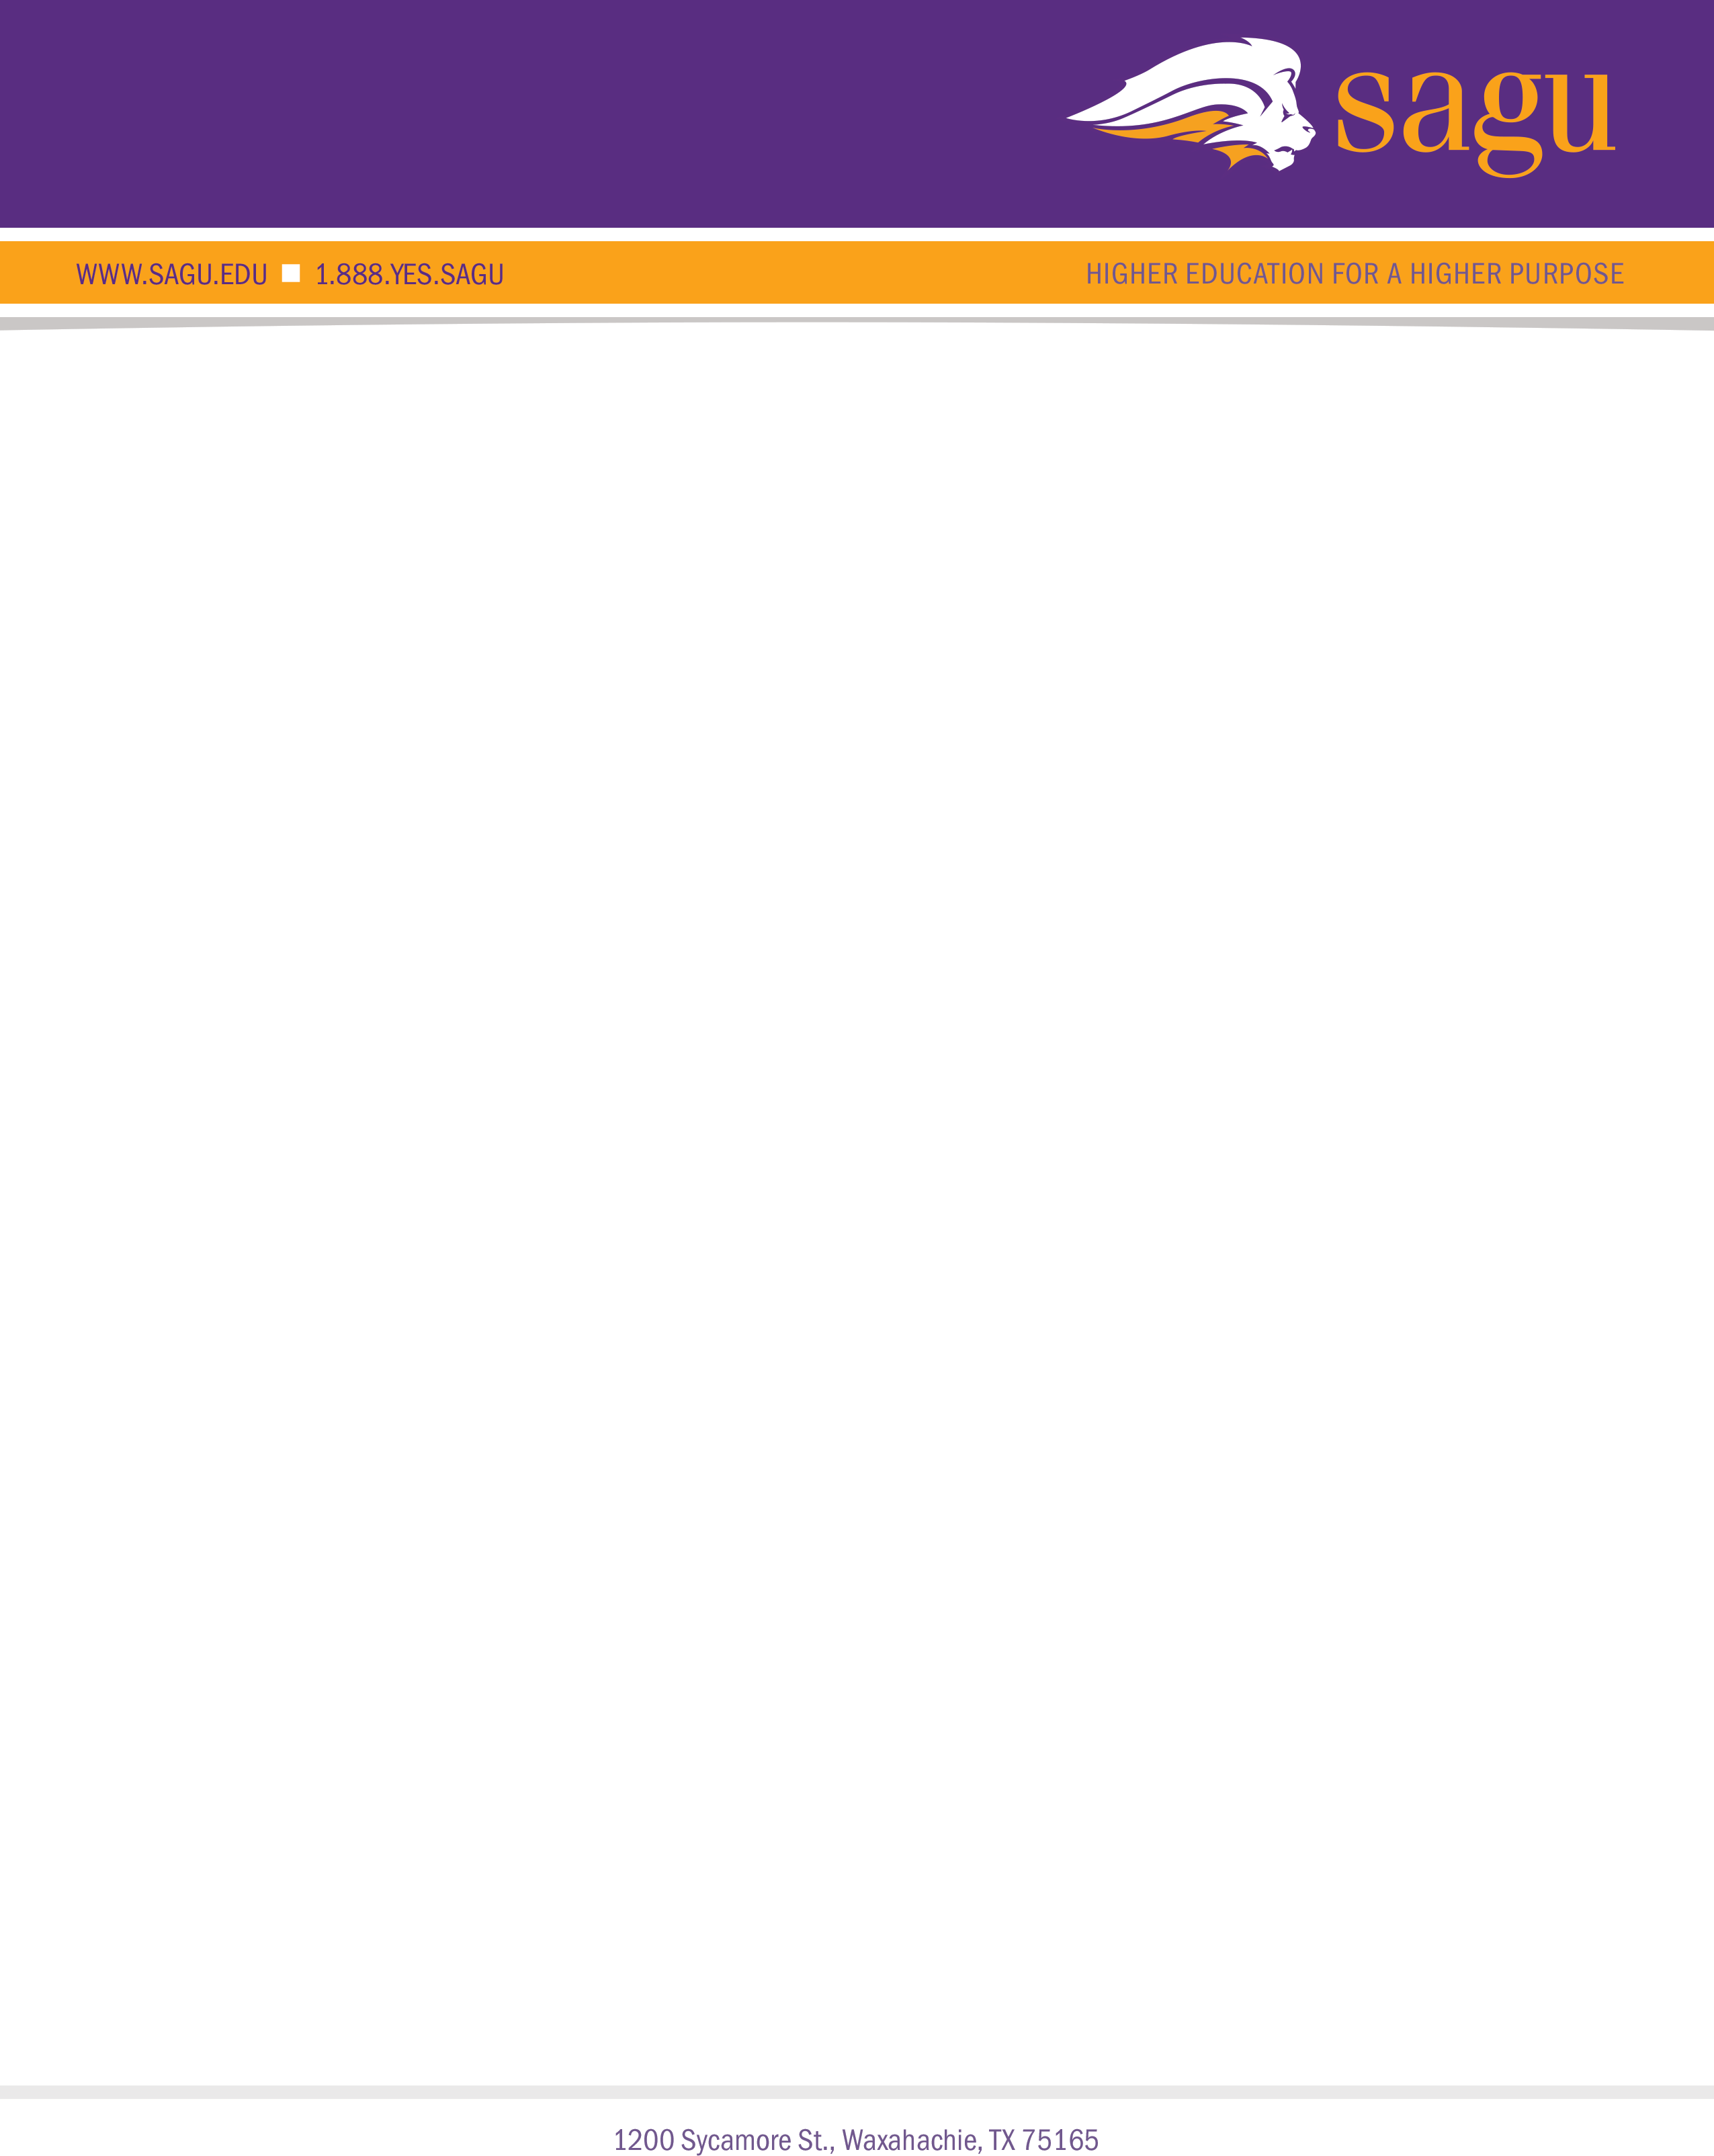 sagu
WWW.SAGU.EDU ■ 1.888.YES.SAGU
HIGHER EDUCATION FOR A HIGHER PURPOSE
1200 Sycamore St., Waxahachie, TX 75165